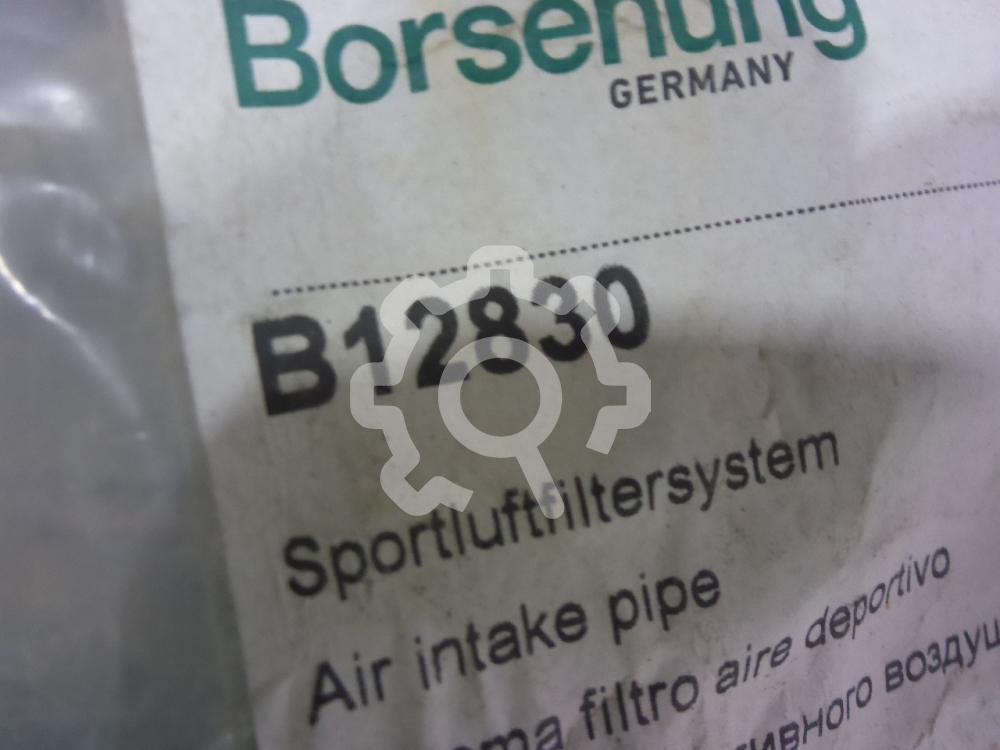 Borsehung
GERMANY
B12830
Sportluftfiltersystem
Air intake pipe
filtro aire deportivo